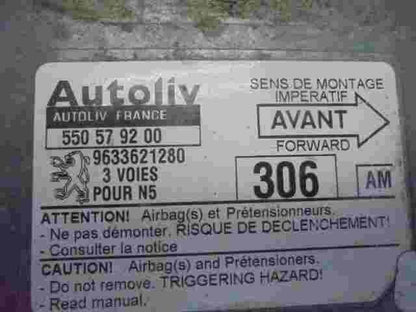 Autoliv
AUTOLIV FRANCE
550 57 92 00
9633621280
3 VOIES
POUR N5
SENS DE MONTAGE
IMPERATIF
AVANT
FORWARD
306
AM
ATTENTION! Airbag(s) et Prétensionneurs.
- Ne pas démonter. RISQUE DE DECLENCHEMENT!
- Consulter la notice
CAUTION! Airbag(s) and Pretensioners.
- Do not remove. TRIGGERING HAZARD!
- Read manual.